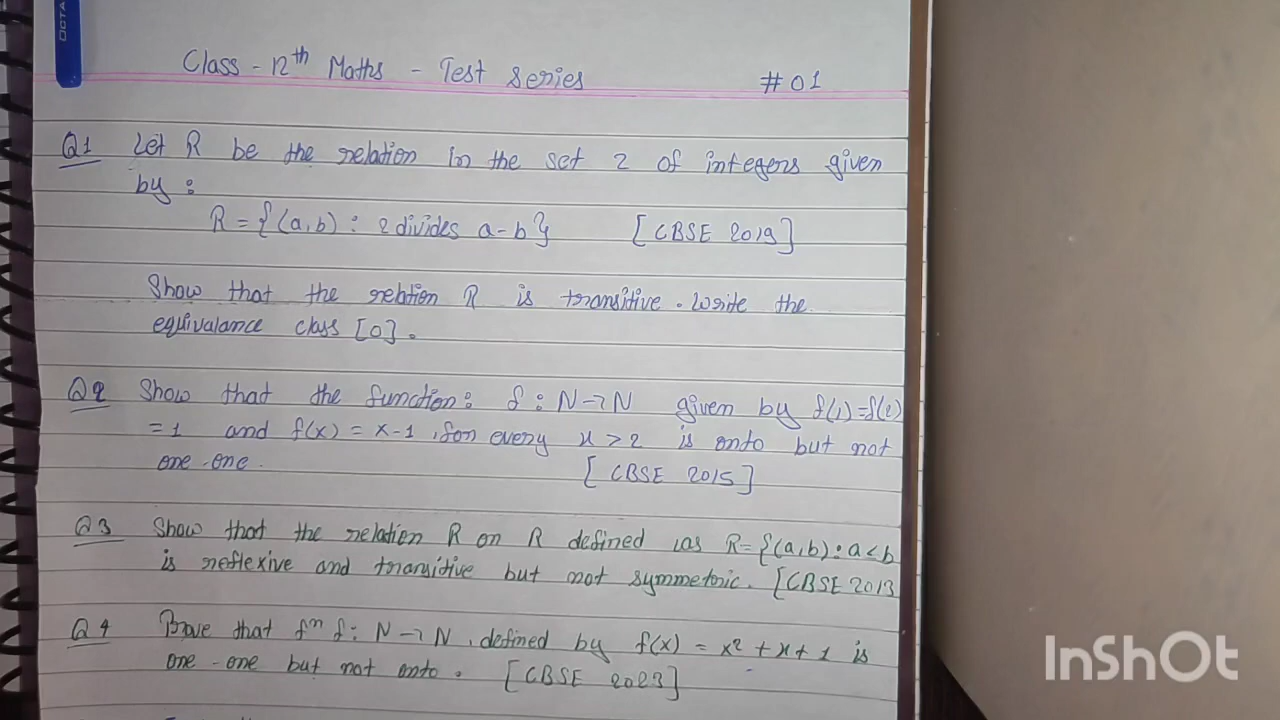 Class - 12th Maths - Test Series #01
Q1 Let R be the relation in the set Z of integers given
by :
R = {(a,b) : 2 divides a-b} [CBSE 2019]
Show that the relation R is transitive. Write the
equivalance class [0].
Q2 Show that the function: f : N→N given by f(1)=f(2)
=1 and f(x) = x-1, for every x > 2 is onto but not
one-one. [CBSE 2015]
Q3 Show that the relation R on R defined as R={(a,b): a<b
is reflexive and transitive but not symmetric. [CBSE 2013
Q4 Prove that fn f: N→N, defined by f(x) = x²+x+1 is
one-one but not onto. [CBSE 2023]
InShOt